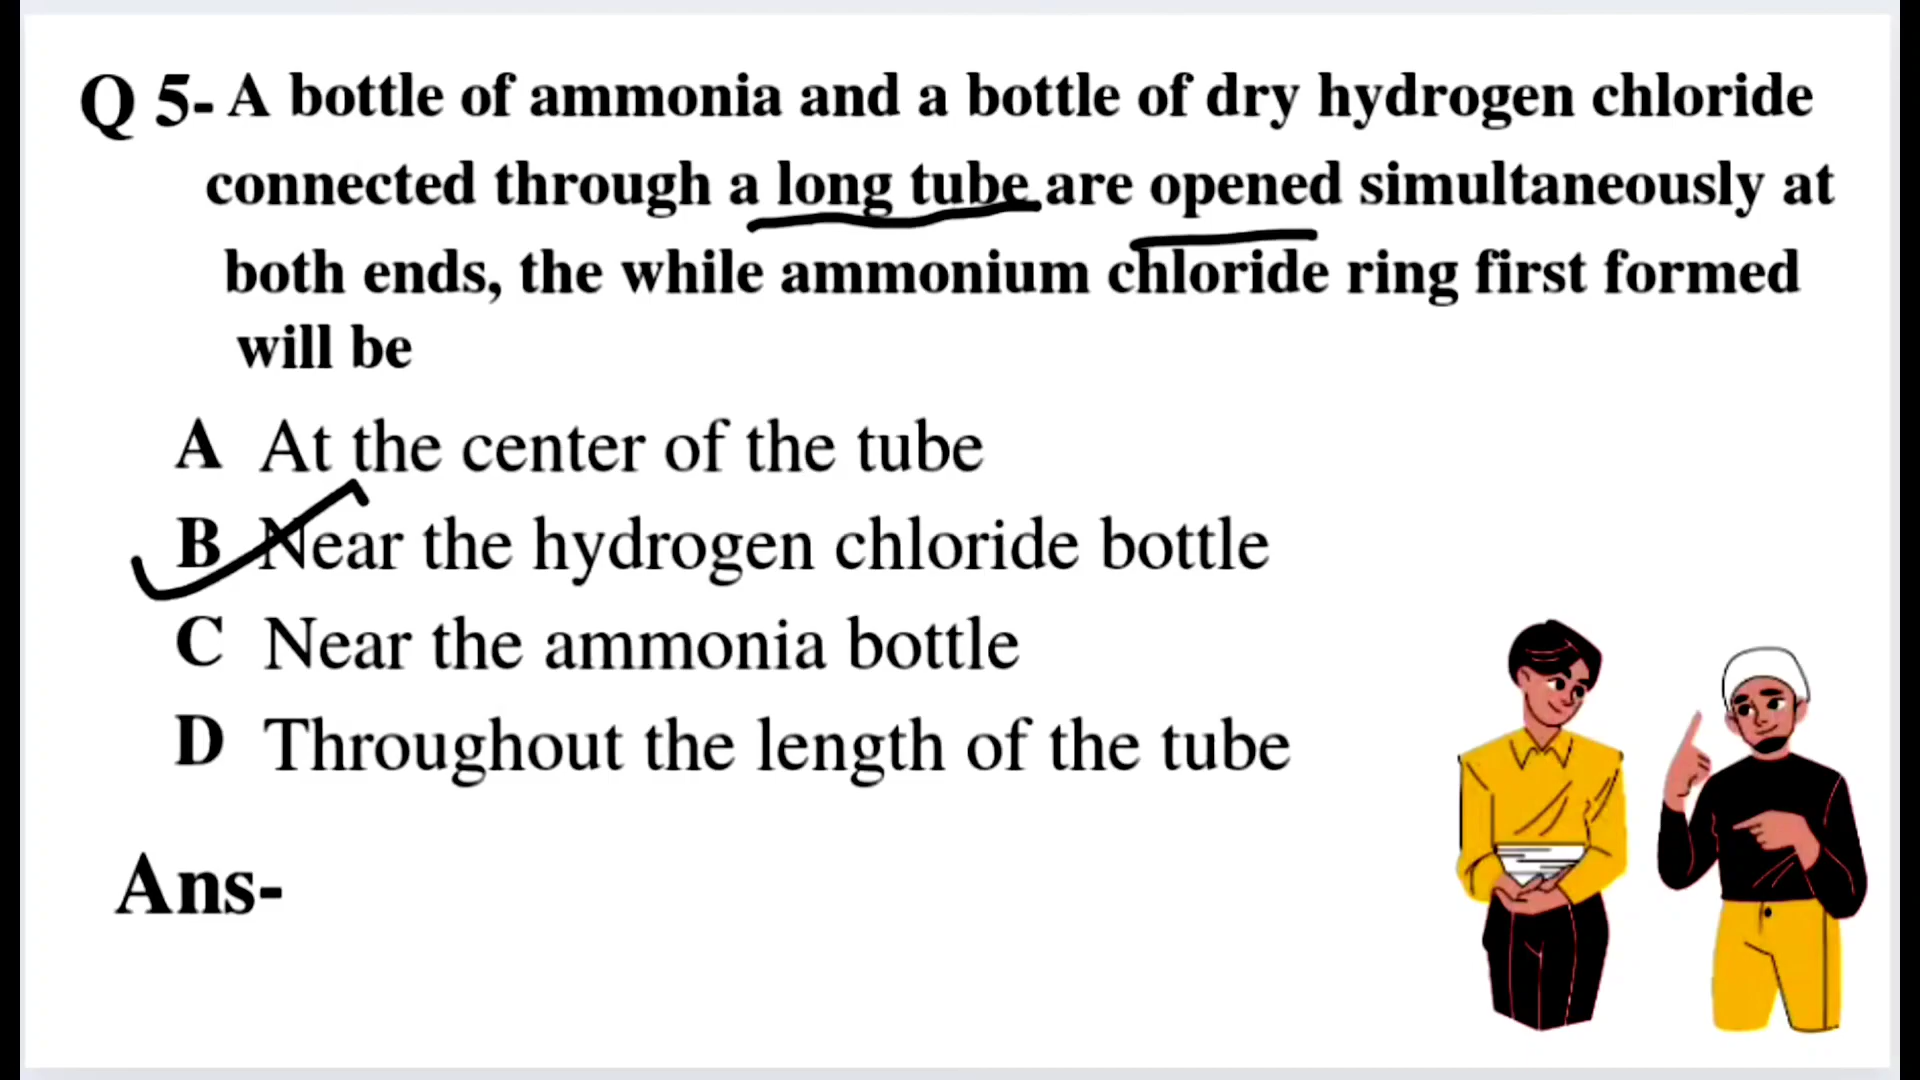 Q 5- A bottle of ammonia and a bottle of dry hydrogen chloride
connected through a long tube are opened simultaneously at
both ends, the while ammonium chloride ring first formed
will be
A At the center of the tube
B Near the hydrogen chloride bottle
C Near the ammonia bottle
D Throughout the length of the tube
Ans-